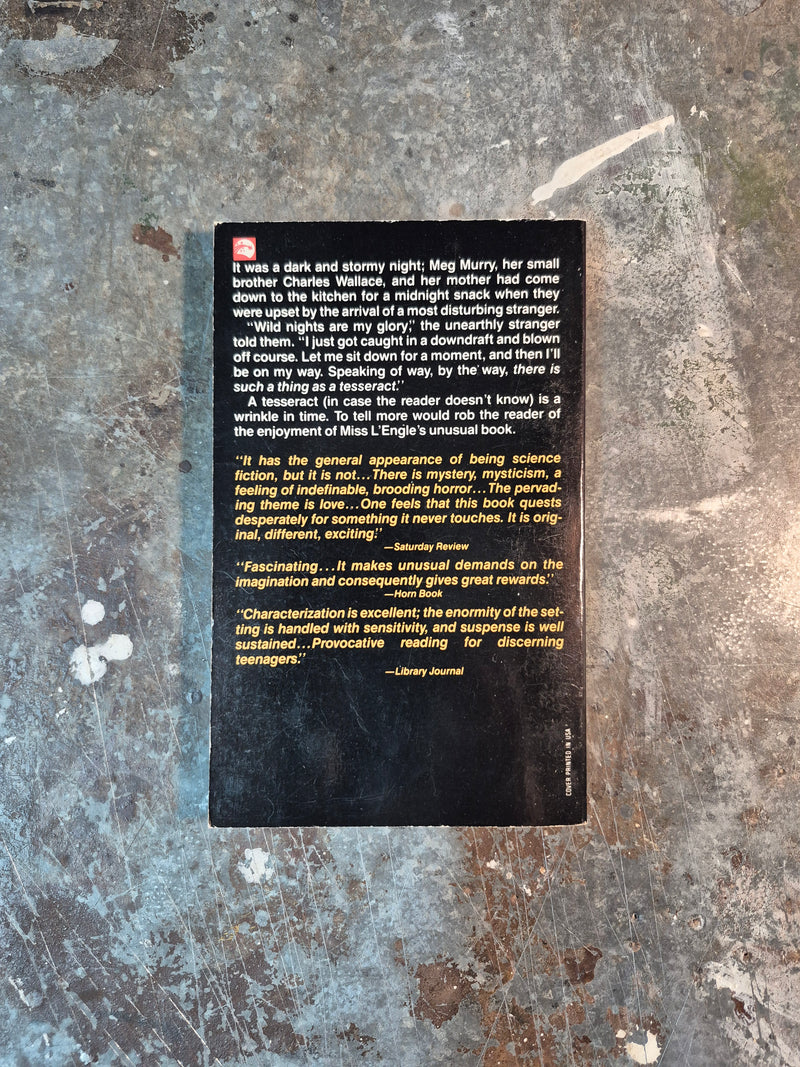 It was a dark and stormy night; Meg Murry, her small
brother Charles Wallace, and her mother had come
down to the kitchen for a midnight snack when they
were upset by the arrival of a most disturbing stranger.
"Wild nights are my glory," the unearthly stranger
told them. "I just got caught in a downdraft and blown
off course. Let me sit down for a moment, and then I'll
be on my way. Speaking of way, by the way, there is
such a thing as a tesseract."
A tesseract (in case the reader doesn't know) is a
wrinkle in time. To tell more would rob the reader of
the enjoyment of Miss L'Engle's unusual book.
"It has the general appearance of being science
fiction, but it is not...There is mystery, mysticism, a
feeling of indefinable, brooding horror...The pervad-
ing theme is love...One feels that this book quests
desperately for something it never touches. It is orig-
inal, different, exciting!"
—Saturday Review
"Fascinating...It makes unusual demands on the
imagination and consequently gives great rewards."
—Horn Book
"Characterization is excellent; the enormity of the set-
ting is handled with sensitivity, and suspense is well
sustained...Provocative reading for discerning
teenagers."
—Library Journal
COVER PRINTED IN USA